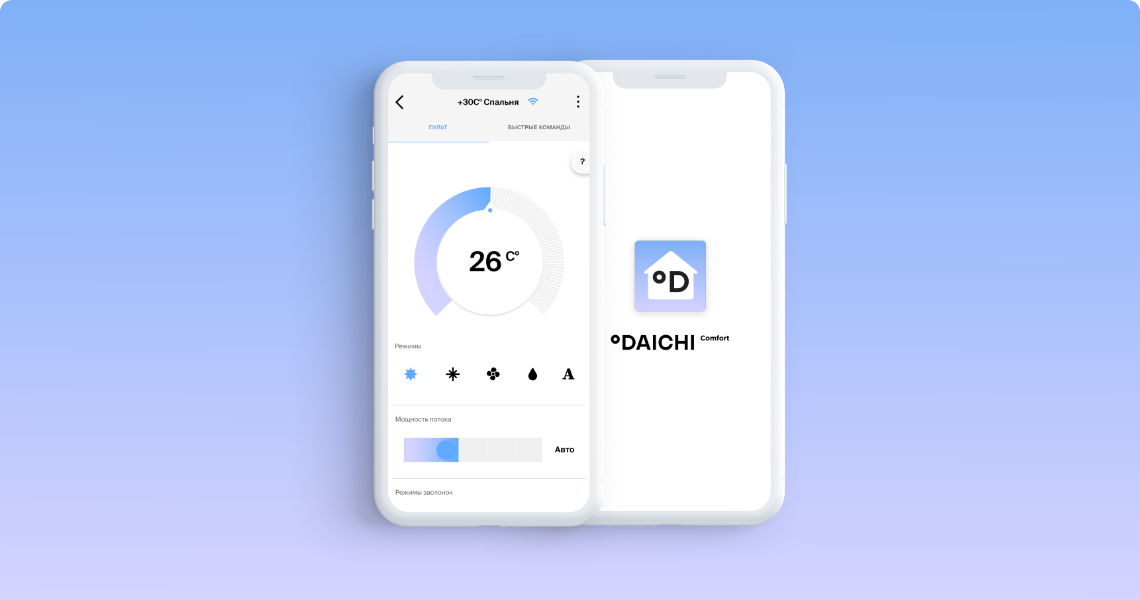 +30C° Спальня
ПУЛЬТ
БЫСТРЫЕ КОМАНДЫ
?
26 C°
Режимы
A
Мощность потока
Авто
Режимы заслонок
°D
°DAICHI Comfort